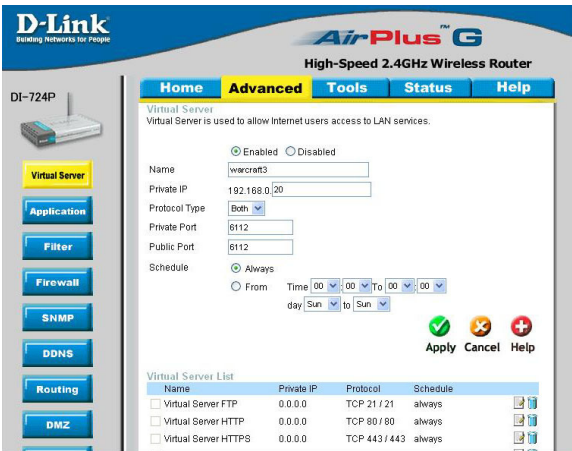 D-Link
Building Networks for People
AirPlus G
™
High-Speed 2.4GHz Wireless Router
DI-724P
Home Advanced Tools Status Help
Virtual Server
Application
Filter
Firewall
SNMP
DDNS
Routing
DMZ
Virtual Server
Virtual Server is used to allow Internet users access to LAN services.
Enabled Disabled
Name warcraft3
Private IP 192.168.0. 20
Protocol Type Both
Private Port 6112
Public Port 6112
Schedule Always
From Time 00 : 00 To 00 : 00
day Sun to Sun
Apply Cancel Help
Virtual Server List
Name Private IP Protocol Schedule
Virtual Server FTP 0.0.0.0 TCP 21 / 21 always
Virtual Server HTTP 0.0.0.0 TCP 80 / 80 always
Virtual Server HTTPS 0.0.0.0 TCP 443 / 443 always